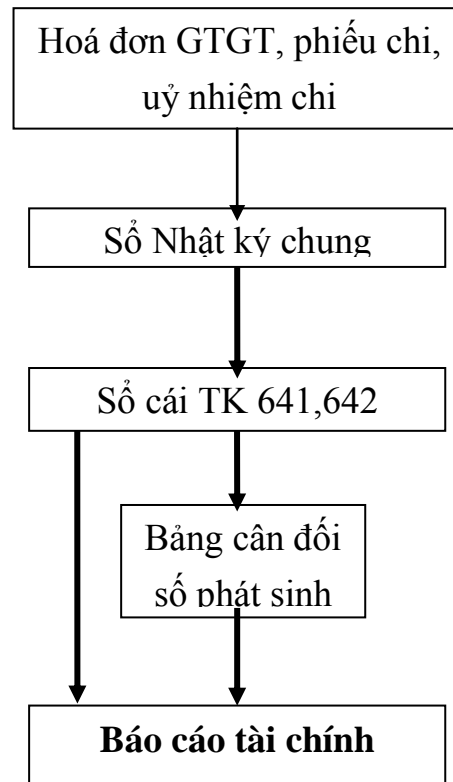 Hoá đơn GTGT, phiếu chi,
uỷ nhiệm chi
Sổ Nhật ký chung
Sổ cái TK 641,642
Bảng cân đối
số phát sinh
Báo cáo tài chính